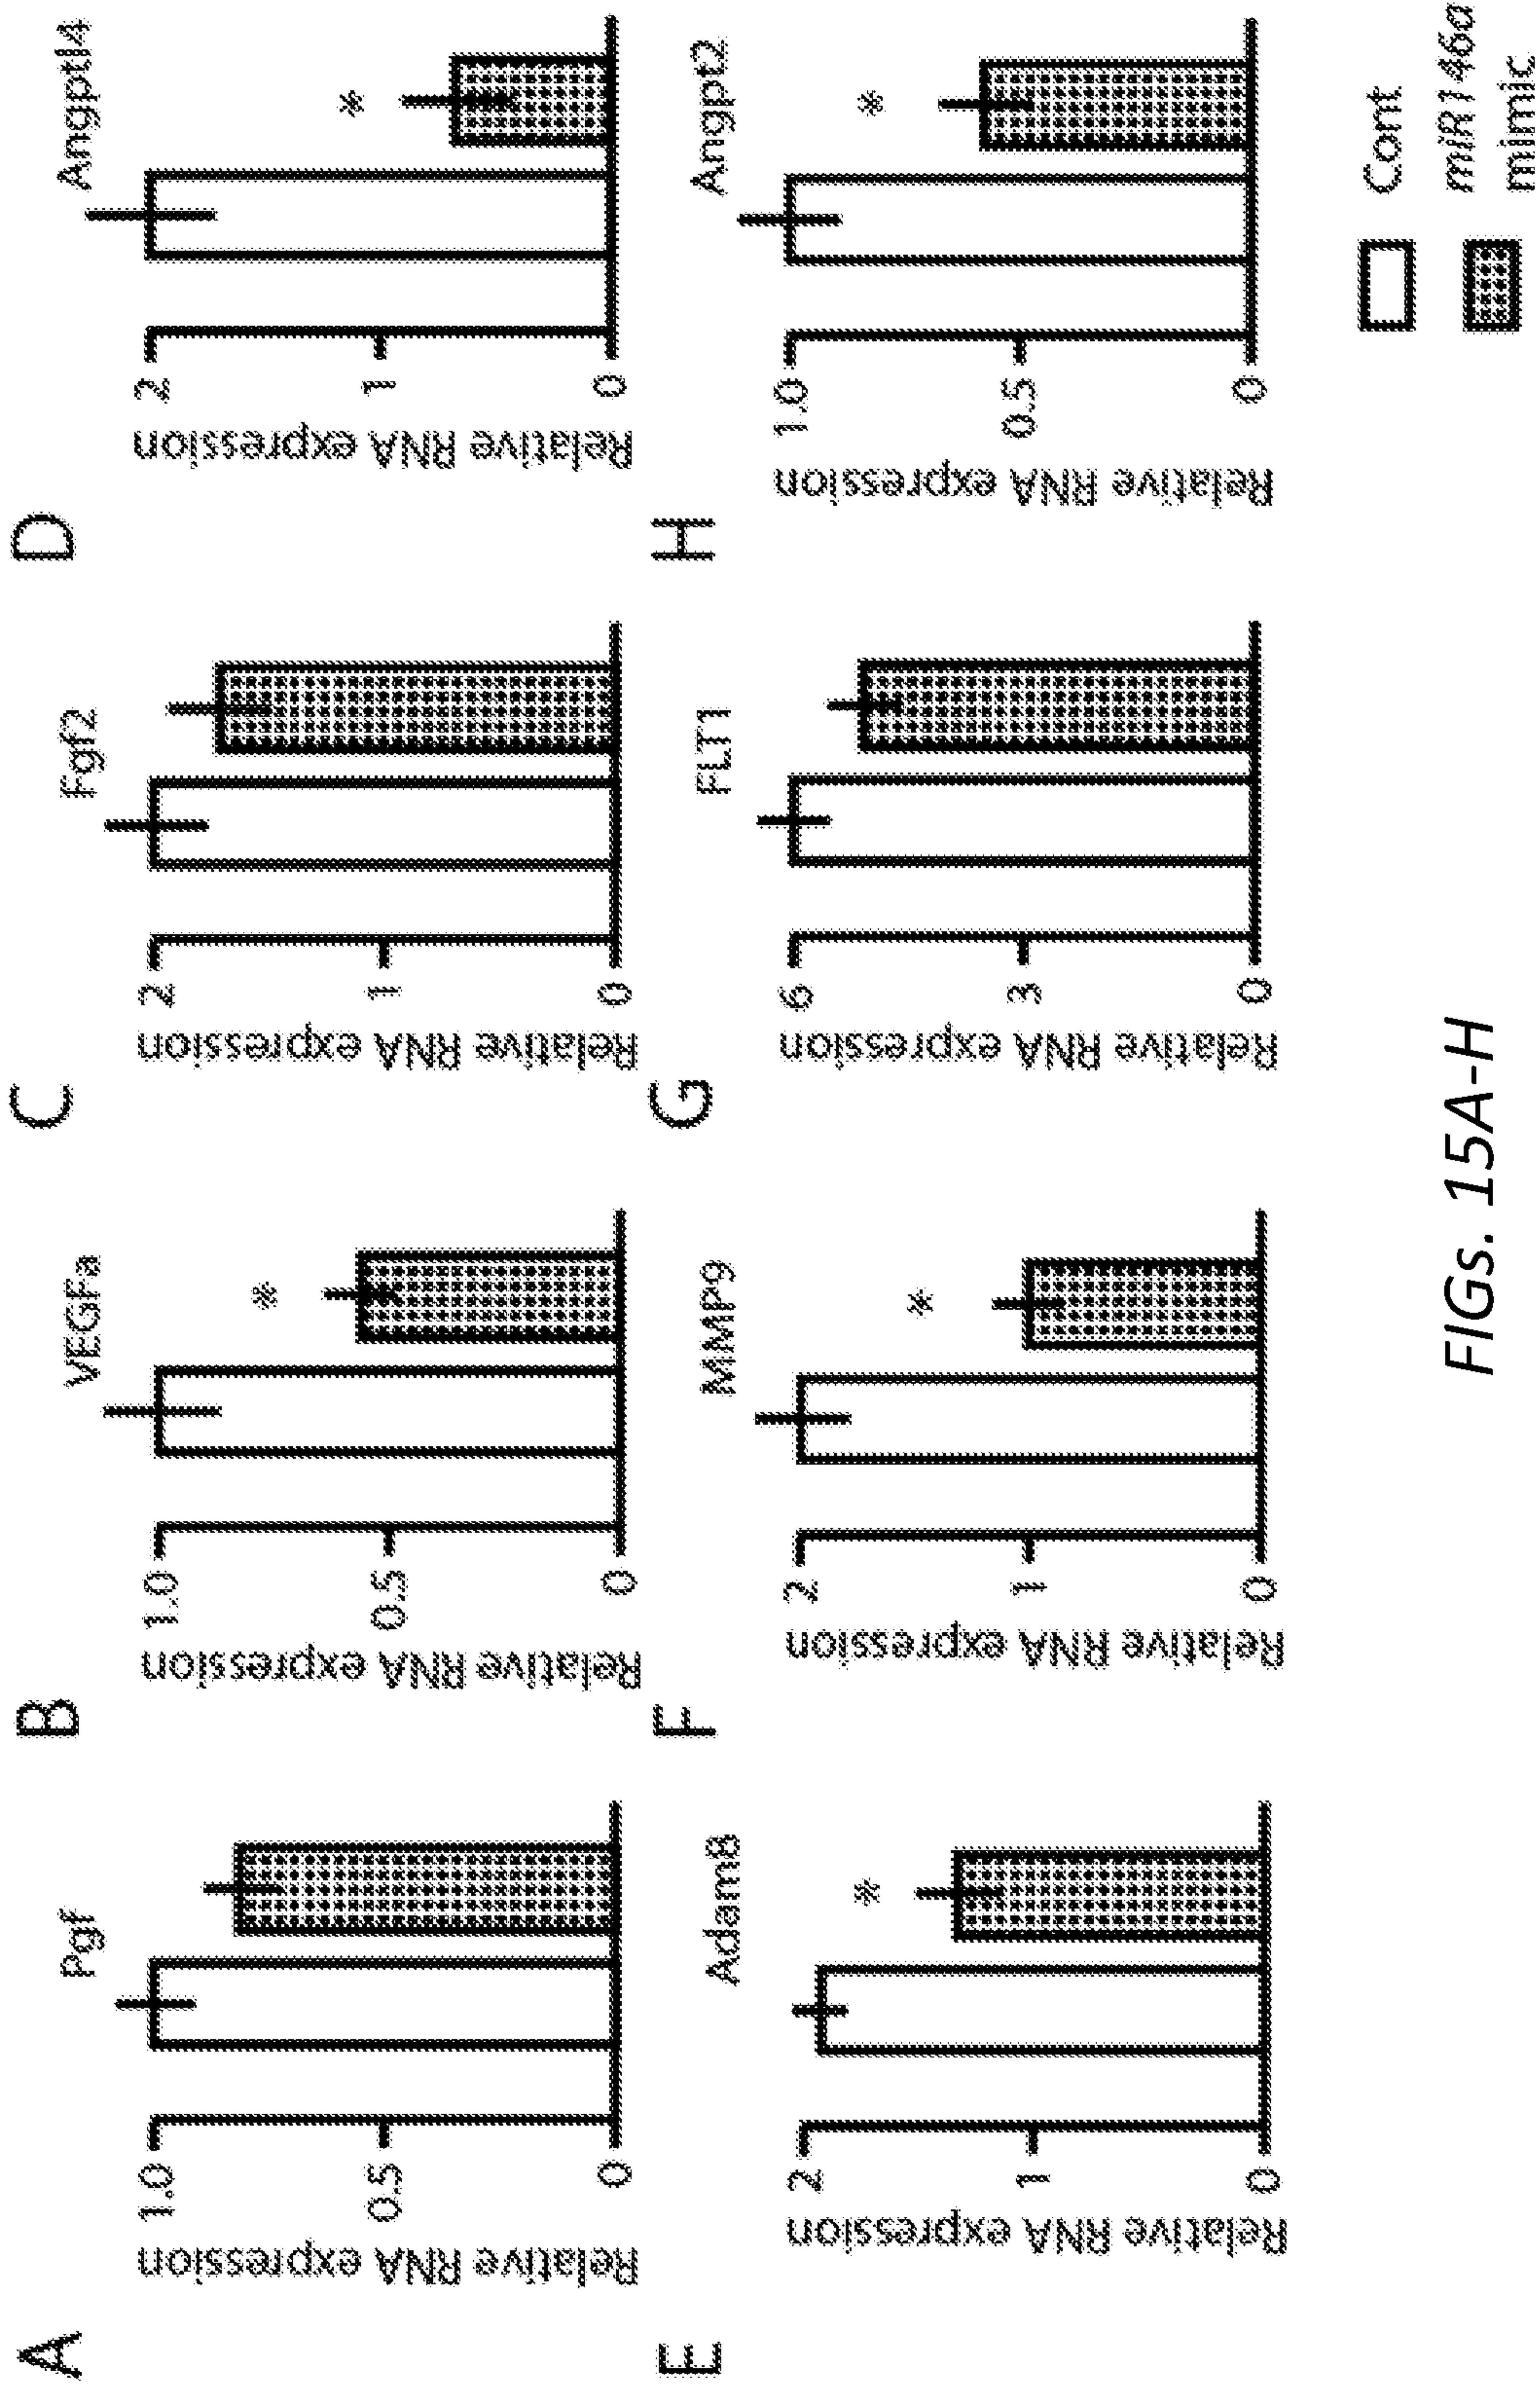 A
Pgf
Relative RNA expression
1.0
0.5
0
B
VEGFa
Relative RNA expression
1.0
0.5
0
*
C
Fgf2
Relative RNA expression
2
1
0
D
Angptl4
Relative RNA expression
2
1
0
*
E
Adam8
Relative RNA expression
2
1
0
*
F
MMP9
Relative RNA expression
2
1
0
*
G
FLT1
Relative RNA expression
6
3
0
H
Angpt2
Relative RNA expression
1.0
0.5
0
*
Cont
miR146a
mimic
FIGs. 15A-H